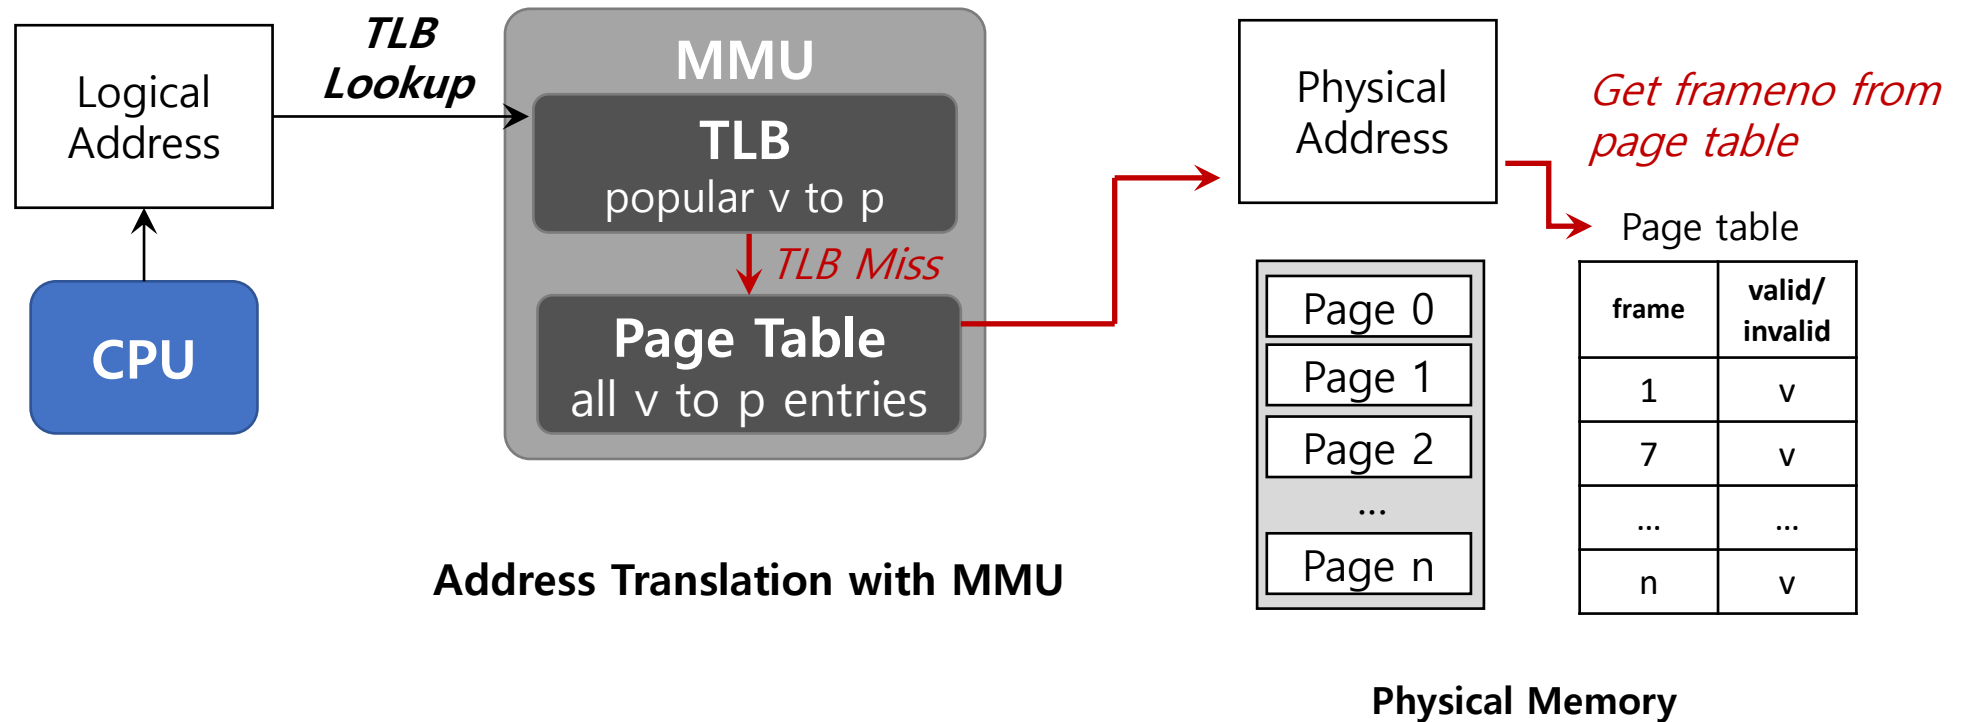 Logical
Address
CPU
TLB
Lookup
MMU
TLB
popular v to p
TLB Miss
Page Table
all v to p entries
Address Translation with MMU
Physical
Address
Get frameno from
page table
Page 0
Page 1
Page 2
...
Page n
Page table
frame valid/
invalid
1 v
7 v
... ...
n v
Physical Memory